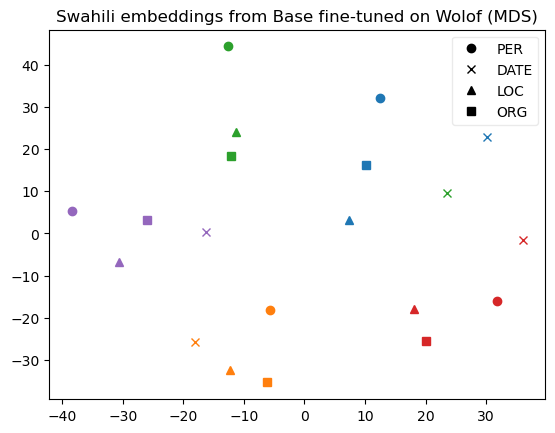 Swahili embeddings from Base fine-tuned on Wolof (MDS)
PER
DATE
LOC
ORG
40
30
20
10
0
−10
−20
−30
−40 −30 −20 −10 0 10 20 30